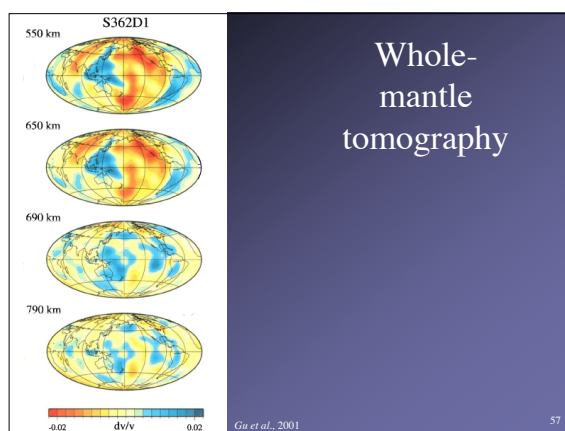 S362D1
550 km
650 km
690 km
790 km
-0.02
dv/v
0.02
Whole-
mantle
tomography
Gu et al., 2001
57